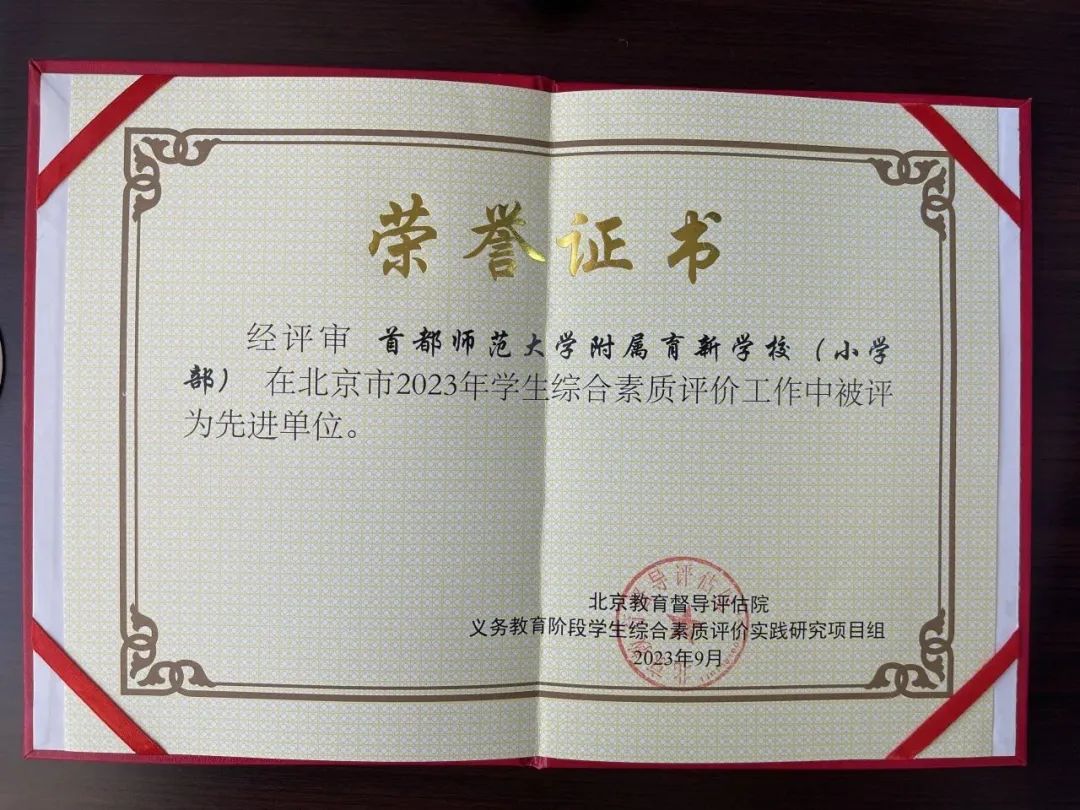 荣誉证书
经评审 首都师范大学附属育新学校（小学
部） 在北京市2023年学生综合素质评价工作中被评
为先进单位。
北京教育督导评估院
义务教育阶段学生综合素质评价实践研究项目组
2023年9月